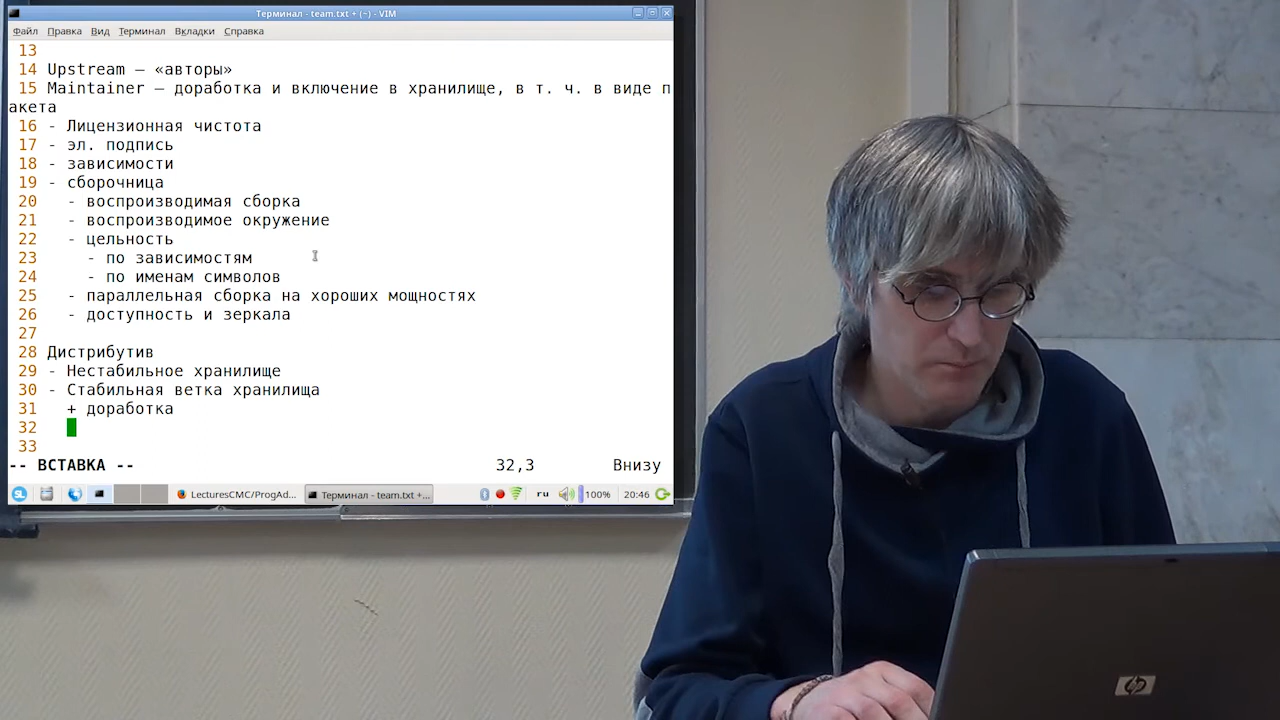 Терминал - team.txt + (~) - VIM
Файл Правка Вид Терминал Вкладки Справка
13
14 Upstream — «авторы»
15 Maintainer — доработка и включение в хранилище, в т. ч. в виде п
акета
16 - Лицензионная чистота
17 - эл. подпись
18 - зависимости
19 - сборочница
20 - воспроизводимая сборка
21 - воспроизводимое окружение
22 - цельность
23 - по зависимостям
24 - по именам символов
25 - параллельная сборка на хороших мощностях
26 - доступность и зеркала
27
28 Дистрибутив
29 - Нестабильное хранилище
30 - Стабильная ветка хранилища
31 + доработка
32
33
-- ВСТАВКА -- 32,3 Внизу
SL LecturesCMC/ProgAd... Терминал - team.txt +... ru 100% 20:46
hp